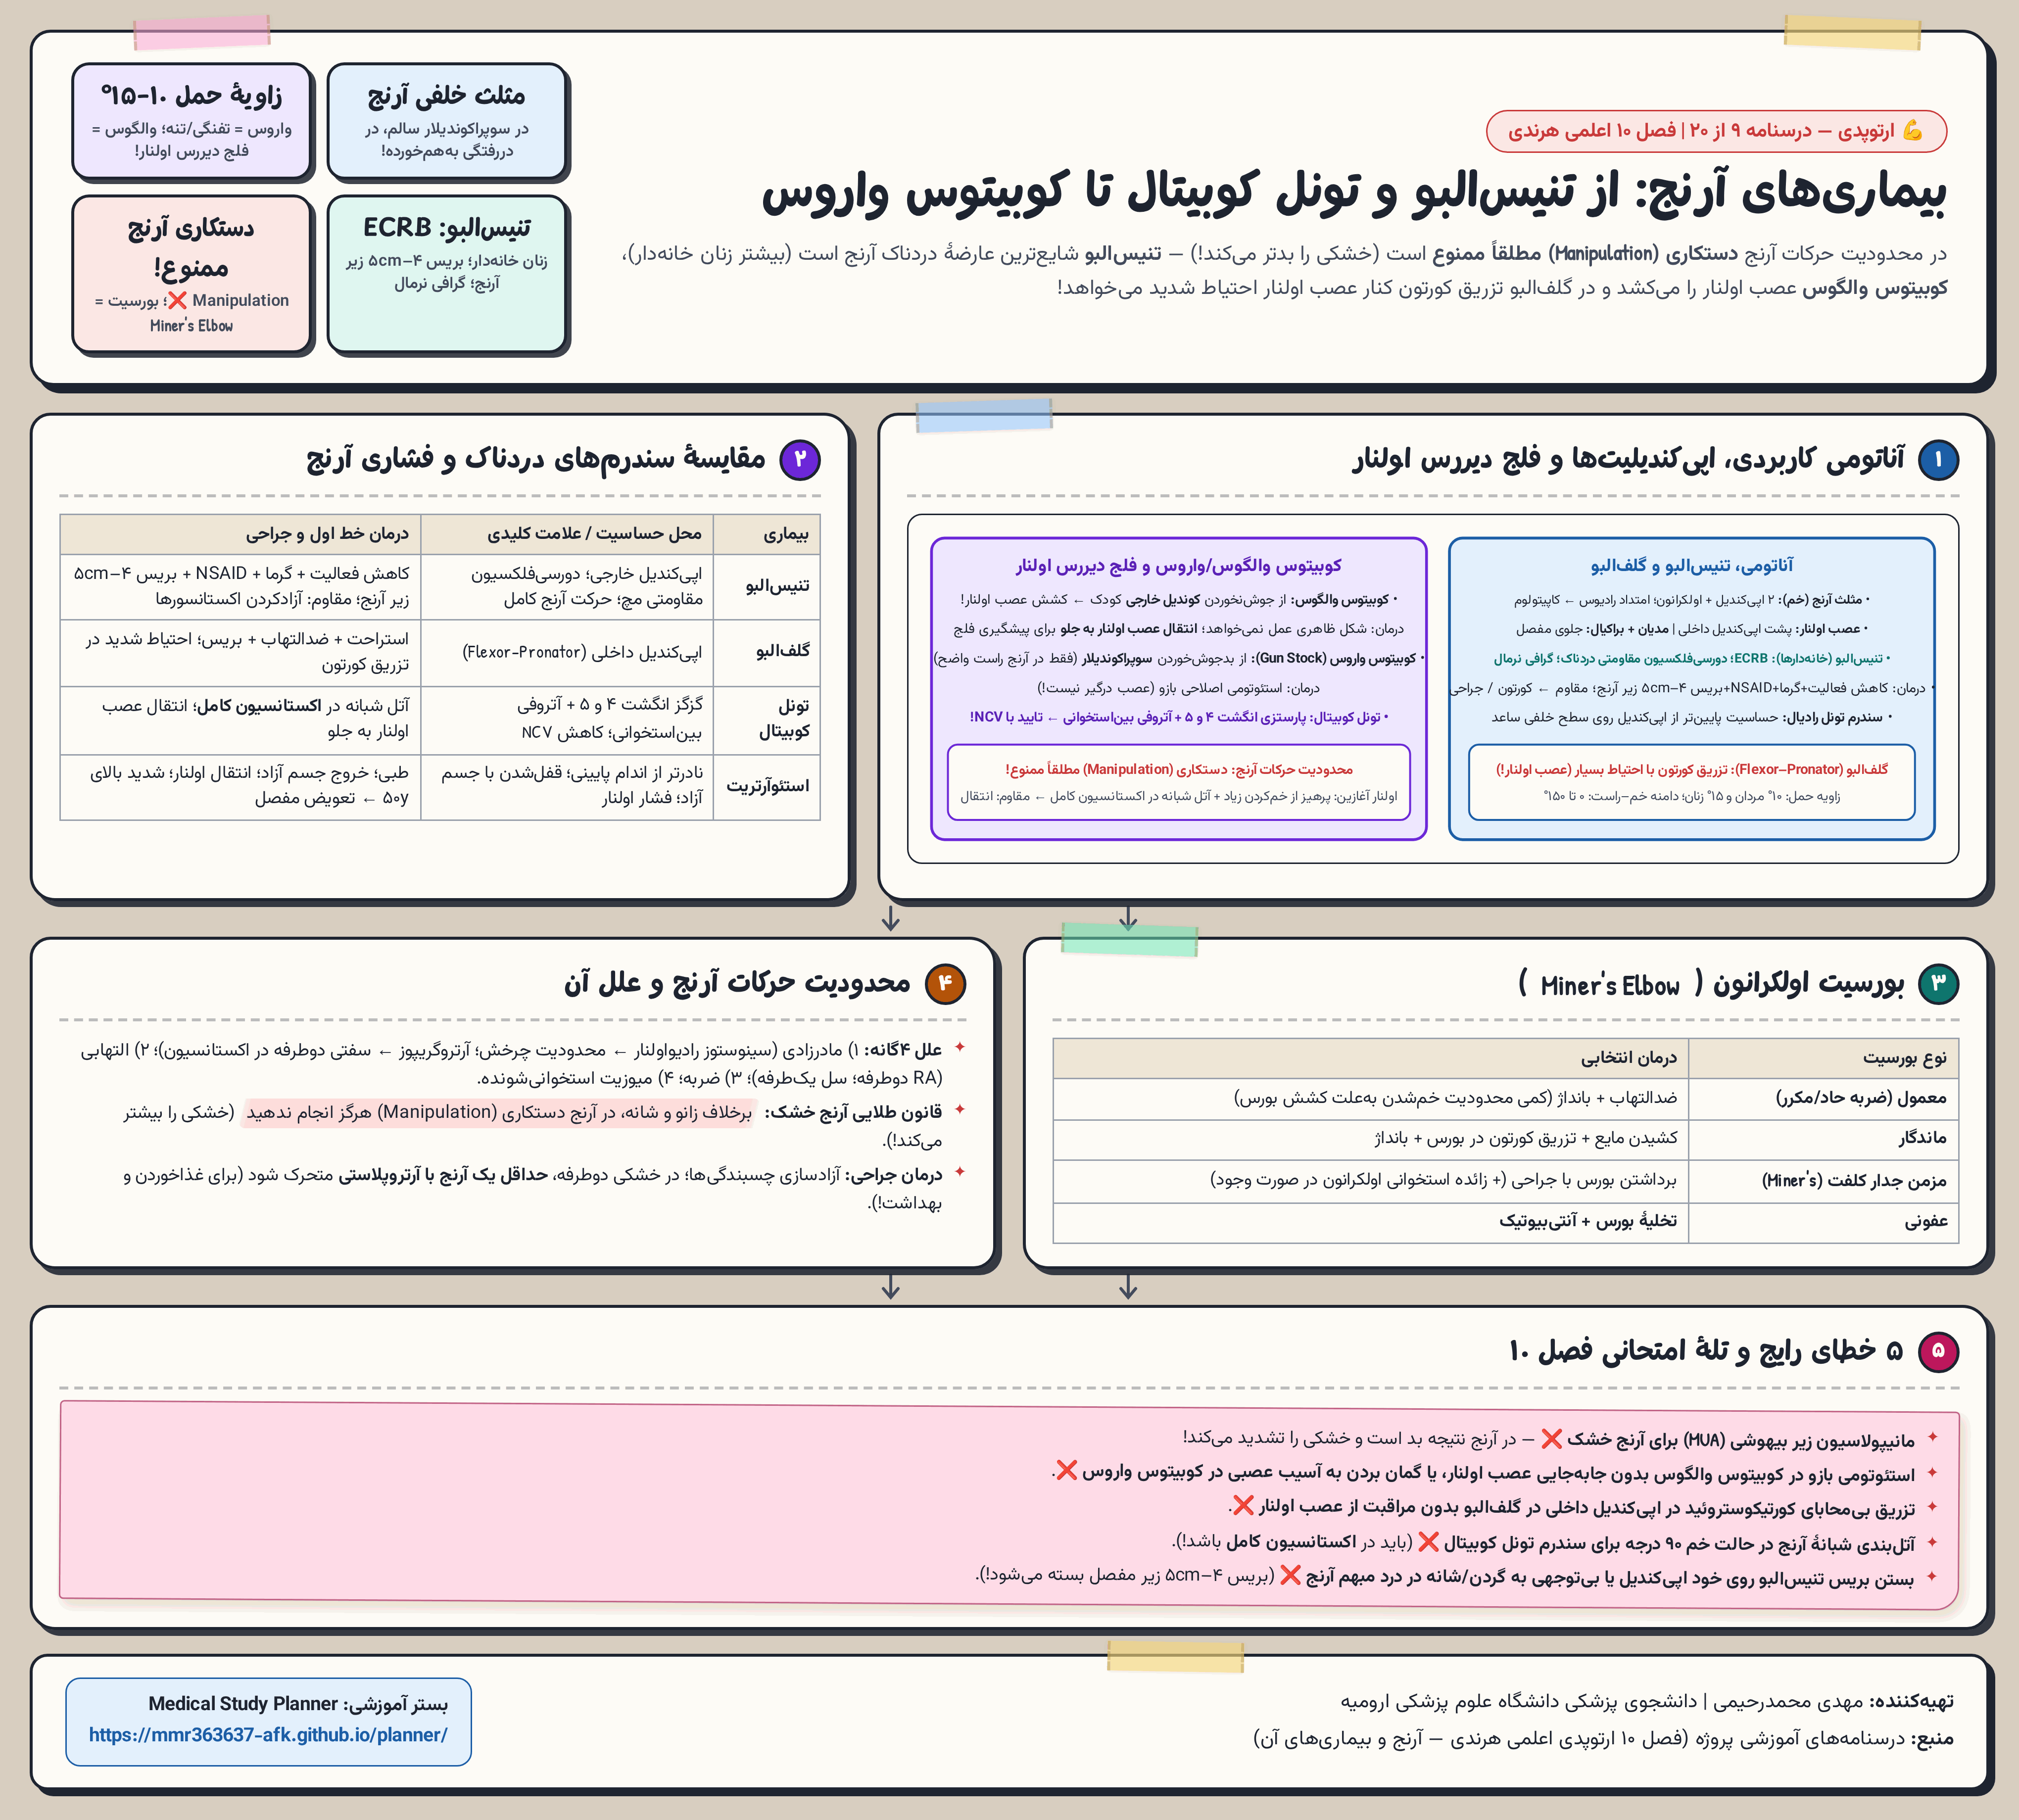 💪 ارتوپدی — درسنامه ۹ از ۲۰ | فصل ۱۰ اعلمی هرندی
بیماری‌های آرنج: از تنیس‌البو و تونل کوبیتال تا کوبیتوس واروس
در محدودیت حرکات آرنج دستکاری (Manipulation) مطلقاً ممنوع است (خشکی را بدتر می‌کند!) — تنیس‌البو شایع‌ترین عارضهٔ دردناک آرنج است (بیشتر زنان خانه‌دار)،
کوبیتوس والگوس عصب اولنار را می‌کشد و در گلف‌البو تزریق کورتون کنار عصب اولنار احتیاط شدید می‌خواهد!
مثلث خلفی آرنج
در سوپراکوندیلار سالم، در
دررفتگی به‌هم‌خورده!
زاویهٔ حمل ۱۰-۱۵°
واروس = تفنگی/تنه؛ والگوس =
فلج دیررس اولنار!
تنیس‌البو: ECRB
زنان خانه‌دار؛ بریس ۴–۵cm زیر
آرنج؛ گرافی نرمال
دستکاری آرنج
ممنوع!
Manipulation ❌؛ بورسیت =
Miner's Elbow
۱ آناتومی کاربردی، اپی‌کندیلیت‌ها و فلج دیررس اولنار
آناتومی، تنیس‌البو و گلف‌البو
• مثلث آرنج (خم): ۲ اپی‌کندیل + اولکرانون؛ امتداد رادیوس ← کاپیتولوم
• عصب اولنار: پشت اپی‌کندیل داخلی | مدیان + براکیال: جلوی مفصل
• تنیس‌البو (خانه‌دارها): ECRB؛ دورسی‌فلکسیون مقاومتی دردناک؛ گرافی نرمال
• درمان: کاهش فعالیت+گرما+NSAID+بریس ۴–۵cm زیر آرنج؛ مقاوم ← کورتون / جراحی
• سندرم تونل رادیال: حساسیت پایین‌تر از اپی‌کندیل روی سطح خلفی ساعد
گلف‌البو (Flexor–Pronator): تزریق کورتون با احتیاط بسیار (عصب اولنار!)
زاویه حمل: ۱۰° مردان و ۱۵° زنان؛ دامنه خم–راست: ۰ تا ۱۵۰°
کوبیتوس والگوس/واروس و فلج دیررس اولنار
• کوبیتوس والگوس: از جوش‌نخوردن کوندیل خارجی کودک ← کشش عصب اولنار!
درمان: شکل ظاهری عمل نمی‌خواهد؛ انتقال عصب اولنار به جلو برای پیشگیری فلج
• کوبیتوس واروس (Gun Stock): از بدجوش‌خوردن سوپراکوندیلار (فقط در آرنج راست واضح)
درمان: استئوتومی اصلاحی بازو (عصب درگیر نیست!)
• تونل کوبیتال: پارستزی انگشت ۴ و ۵ + آتروفی بین‌استخوانی ← تایید با NCV!
محدودیت حرکات آرنج: دستکاری (Manipulation) مطلقاً ممنوع!
اولنار آغازین: پرهیز از خم‌کردن زیاد + آتل شبانه در اکستانسیون کامل ← مقاوم: انتقال
۲ مقایسهٔ سندرم‌های دردناک و فشاری آرنج
بیماری | محل حساسیت / علامت کلیدی | درمان خط اول و جراحی
تنیس‌البو | اپی‌کندیل خارجی؛ دورسی‌فلکسیون مقاومتی مچ؛ حرکت آرنج کامل | کاهش فعالیت + گرما + NSAID + بریس ۴–۵cm زیر آرنج؛ مقاوم: آزادکردن اکستانسورها
گلف‌البو | اپی‌کندیل داخلی (Flexor-Pronator) | استراحت + ضدالتهاب + بریس؛ احتیاط شدید در تزریق کورتون
تونل کوبیتال | گزگز انگشت ۴ و ۵ + آتروفی بین‌استخوانی؛ کاهش NCV | آتل شبانه در اکستانسیون کامل؛ انتقال عصب اولنار به جلو
استئوآرتریت | نادرتر از اندام پایینی؛ قفل‌شدن با جسم آزاد؛ فشار اولنار | طبی؛ خروج جسم آزاد؛ انتقال اولنار؛ شدید بالای ۵۰y ← تعویض مفصل
۳ بورسیت اولکرانون ( Miner's Elbow )
نوع بورسیت | درمان انتخابی
معمول (ضربه حاد/مکرر) | ضدالتهاب + بانداژ (کمی محدودیت خم‌شدن به‌علت کشش بورس)
ماندگار | کشیدن مایع + تزریق کورتون در بورس + بانداژ
مزمن جدار کلفت (Miner's) | برداشتن بورس با جراحی (+ زائده استخوانی اولکرانون در صورت وجود)
عفونی | تخلیهٔ بورس + آنتی‌بیوتیک
۴ محدودیت حرکات آرنج و علل آن
✦ علل ۴گانه: ۱) مادرزادی (سینوستوز رادیواولنار ← محدودیت چرخش؛ آرتروگریپوز ← سفتی دوطرفه در اکستانسیون)؛ ۲) التهابی
(RA دوطرفه؛ سل یک‌طرفه)؛ ۳) ضربه؛ ۴) میوزیت استخوانی‌شونده.
✦ قانون طلایی آرنج خشک: برخلاف زانو و شانه، در آرنج دستکاری (Manipulation) هرگز انجام ندهید (خشکی را بیشتر
می‌کند!).
✦ درمان جراحی: آزادسازی چسبندگی‌ها؛ در خشکی دوطرفه، حداقل یک آرنج با آرتروپلاستی متحرک شود (برای غذاخوردن و
بهداشت!).
۵ ۵ خطای رایج و تلهٔ امتحانی فصل ۱۰
✦ مانیپولاسیون زیر بیهوشی (MUA) برای آرنج خشک ❌ — در آرنج نتیجه بد است و خشکی را تشدید می‌کند!
✦ استئوتومی بازو در کوبیتوس والگوس بدون جابه‌جایی عصب اولنار، یا گمان بردن به آسیب عصبی در کوبیتوس واروس ❌.
✦ تزریق بی‌محابای کورتیکوستروئید در اپی‌کندیل داخلی در گلف‌البو بدون مراقبت از عصب اولنار ❌.
✦ آتل‌بندی شبانهٔ آرنج در حالت خم ۹۰ درجه برای سندرم تونل کوبیتال ❌ (باید در اکستانسیون کامل باشد!).
✦ بستن بریس تنیس‌البو روی خود اپی‌کندیل یا بی‌توجهی به گردن/شانه در درد مبهم آرنج ❌ (بریس ۴–۵cm زیر مفصل بسته می‌شود!).
تهیه‌کننده: مهدی محمدرحیمی | دانشجوی پزشکی دانشگاه علوم پزشکی ارومیه
منبع: درسنامه‌های آموزشی پروژه (فصل ۱۰ ارتوپدی اعلمی هرندی — آرنج و بیماری‌های آن)
بستر آموزشی: Medical Study Planner
https://mmr363637-afk.github.io/planner/